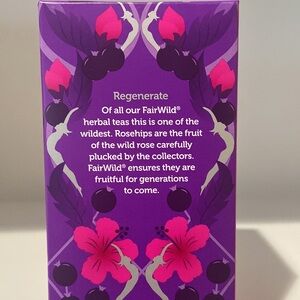 Regenerate
Of all our FairWild®
herbal teas this is one of the
wildest. Rosehips are the fruit
of the wild rose carefully
plucked by the collectors.
FairWild® ensures they are
fruitful for generations
to come.